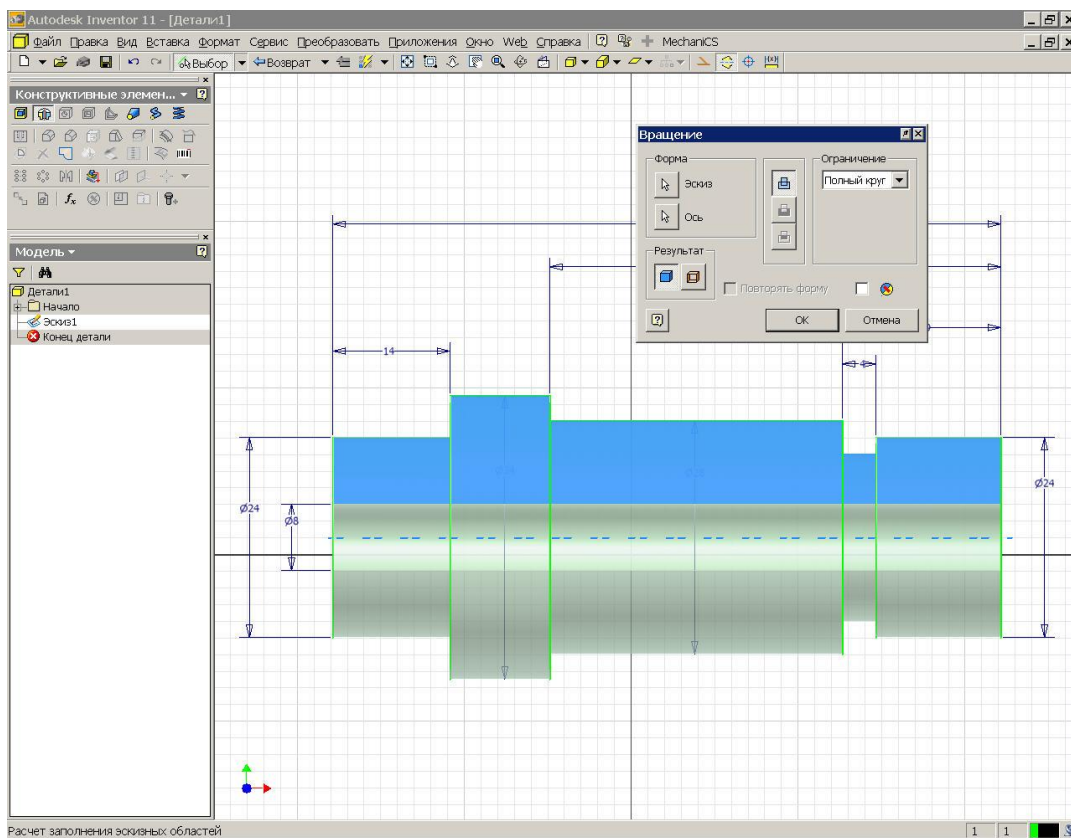 Autodesk Inventor 11 - [Детали1]
Файл Правка Вид Вставка Формат Сервис Преобразовать Приложения Окно Web Справка MechaniCS
Выбор Возврат
Конструктивные элемен...
Модель
Детали1
Начало
Эскиз1
Конец детали
Вращение
Форма
Ограничение
Эскиз
Полный круг
Ось
Результат
Повторять форму
ОК
Отмена
14
4
Ø24
Ø8
Ø24
Расчет заполнения эскизных областей
1 1